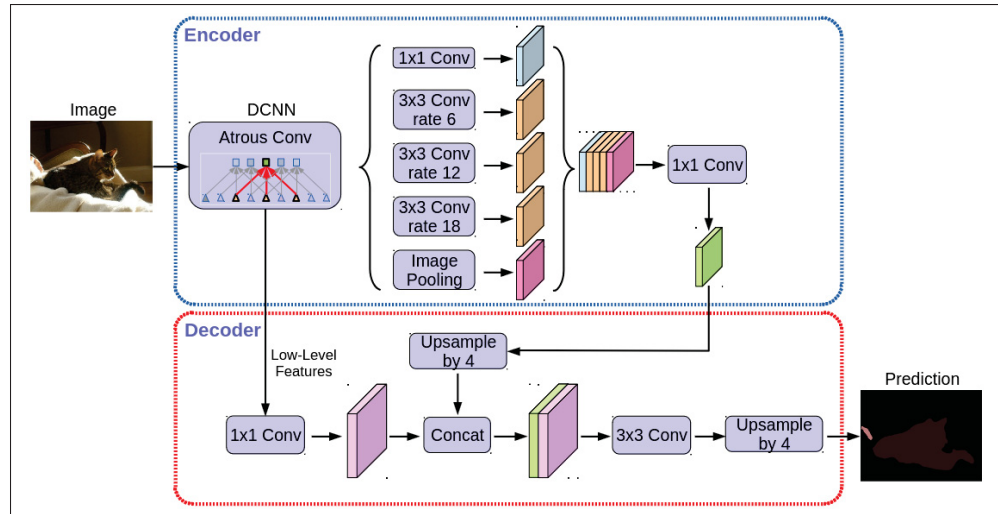 Encoder
Image
DCNN
Atrous Conv
1x1 Conv
3x3 Conv
rate 6
3x3 Conv
rate 12
3x3 Conv
rate 18
Image
Pooling
1x1 Conv
Decoder
Low-Level
Features
Upsample
by 4
1x1 Conv
Concat
3x3 Conv
Upsample
by 4
Prediction